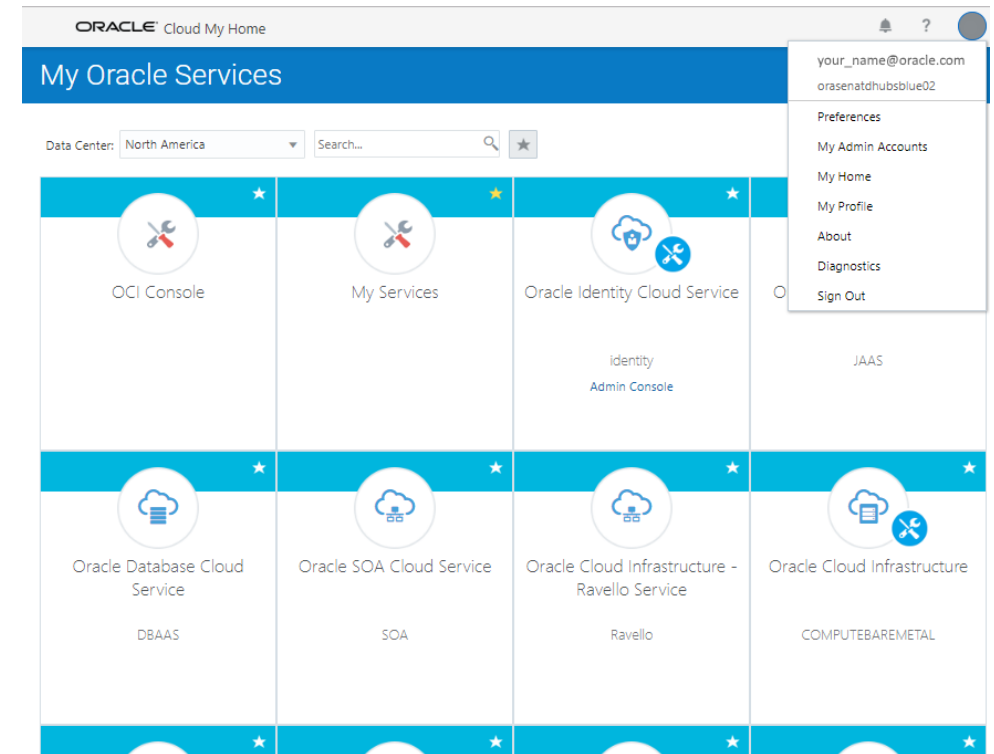 ORACLE Cloud My Home
?
My Oracle Services
your_name@oracle.com
orasenatdhubsblue02
Preferences
My Admin Accounts
My Home
My Profile
About
Diagnostics
Sign Out
Data Center: North America
Search...
OCI Console
My Services
Oracle Identity Cloud Service
O
Identity
Admin Console
JAAS
Oracle Database Cloud
Service
DBAAS
Oracle SOA Cloud Service
SOA
Oracle Cloud Infrastructure -
Ravello Service
Ravello
Oracle Cloud Infrastructure
COMPUTEBAREMETAL